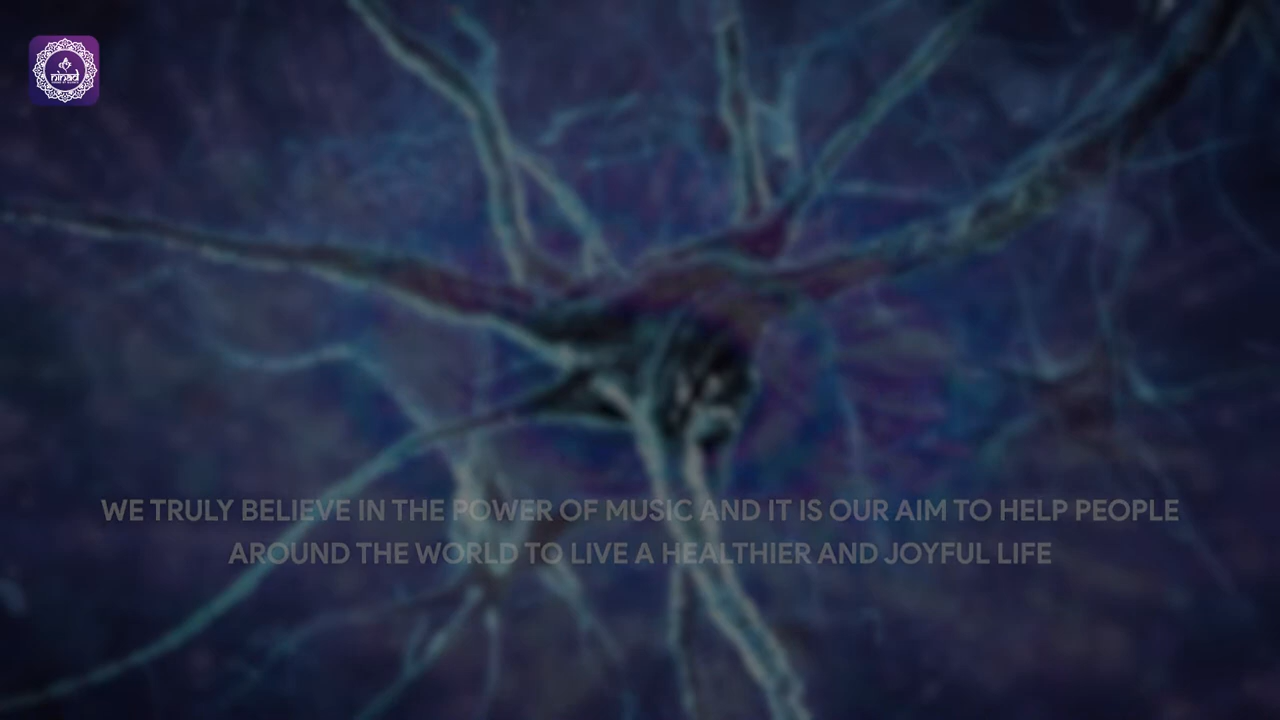 ninad
WE TRULY BELIEVE IN THE POWER OF MUSIC AND IT IS OUR AIM TO HELP PEOPLE
AROUND THE WORLD TO LIVE A HEALTHIER AND JOYFUL LIFE